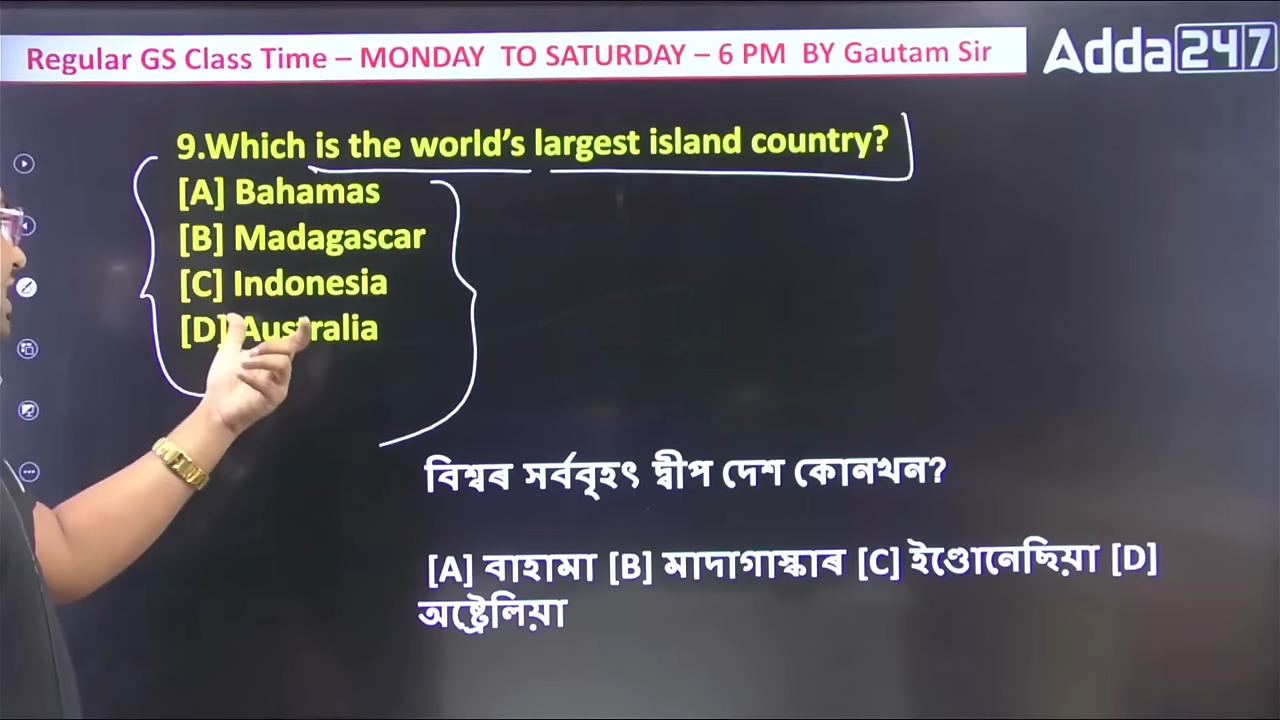 Regular GS Class Time – MONDAY TO SATURDAY – 6 PM BY Gautam Sir
Adda247
9.Which is the world’s largest island country?
[A] Bahamas
[B] Madagascar
[C] Indonesia
[D] Australia
বিশ্বৰ সৰ্ববৃহৎ দ্বীপ দেশ কোনখন?
[A] বাহামা [B] মাদাগাস্কাৰ [C] ইণ্ডোনেছিয়া [D]
অষ্ট্ৰেলিয়া